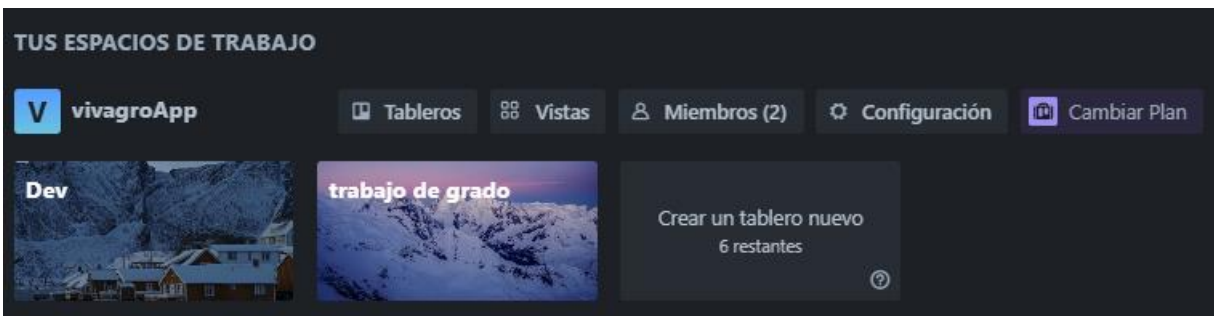 TUS ESPACIOS DE TRABAJO
V vivagroApp Tableros Vistas Miembros (2) Configuración Cambiar Plan
Dev trabajo de grado
Crear un tablero nuevo
6 restantes